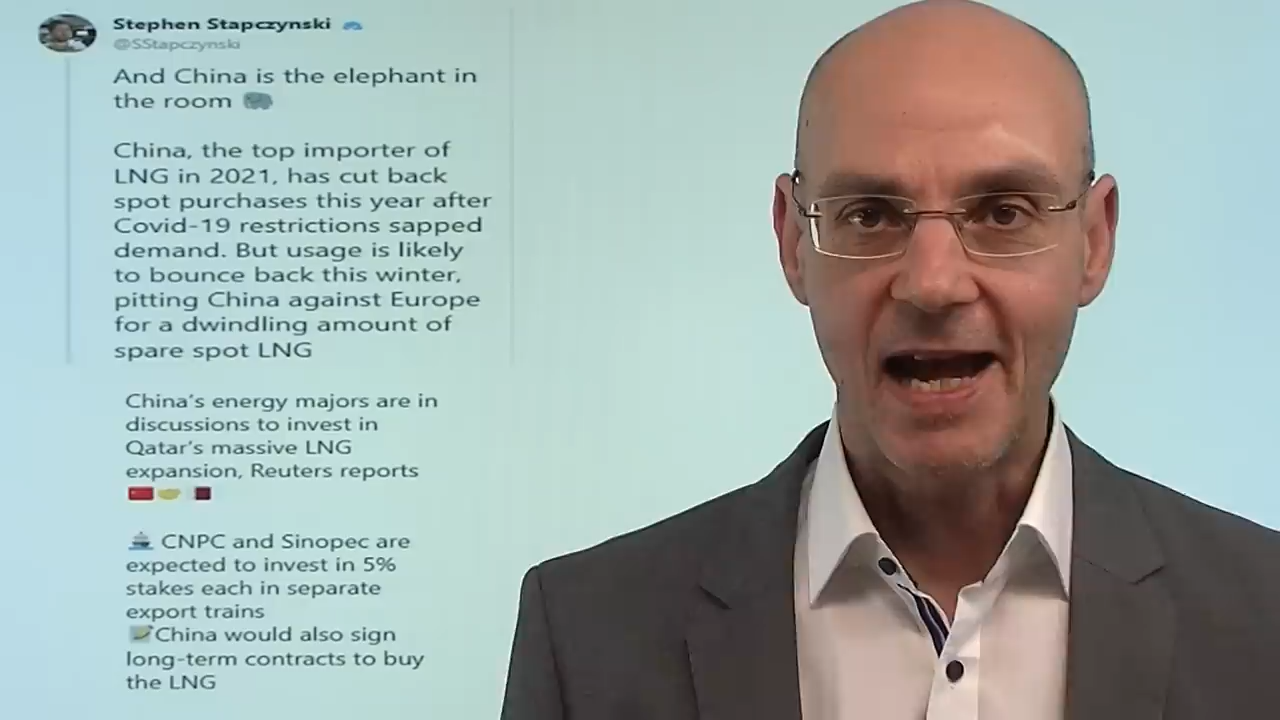 Stephen Stapczynski
@SStapczynski
And China is the elephant in
the room 🐘
China, the top importer of
LNG in 2021, has cut back
spot purchases this year after
Covid-19 restrictions sapped
demand. But usage is likely
to bounce back this winter,
pitting China against Europe
for a dwindling amount of
spare spot LNG
China's energy majors are in
discussions to invest in
Qatar's massive LNG
expansion, Reuters reports
🇨🇳🤝🇶🇦
🚢 CNPC and Sinopec are
expected to invest in 5%
stakes each in separate
export trains
📝China would also sign
long-term contracts to buy
the LNG